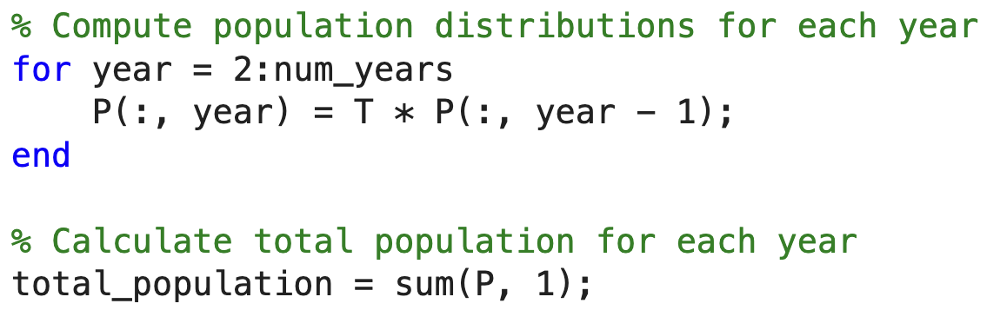 % Compute population distributions for each year
for year = 2:num_years
    P(:, year) = T * P(:, year - 1);
end

% Calculate total population for each year
total_population = sum(P, 1);